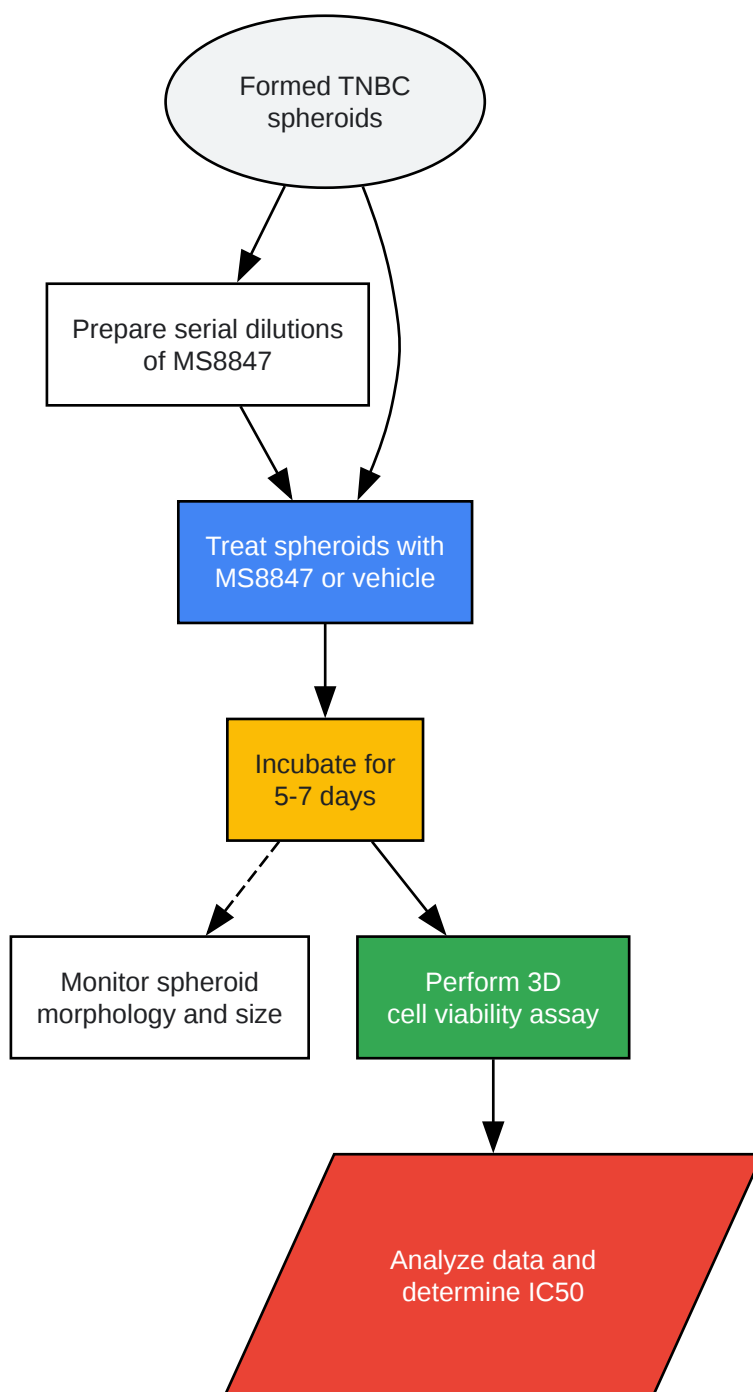 Formed TNBC
spheroids
Prepare serial dilutions
of MS8847
Treat spheroids with
MS8847 or vehicle
Incubate for
5-7 days
Monitor spheroid
morphology and size
Perform 3D
cell viability assay
Analyze data and
determine IC50